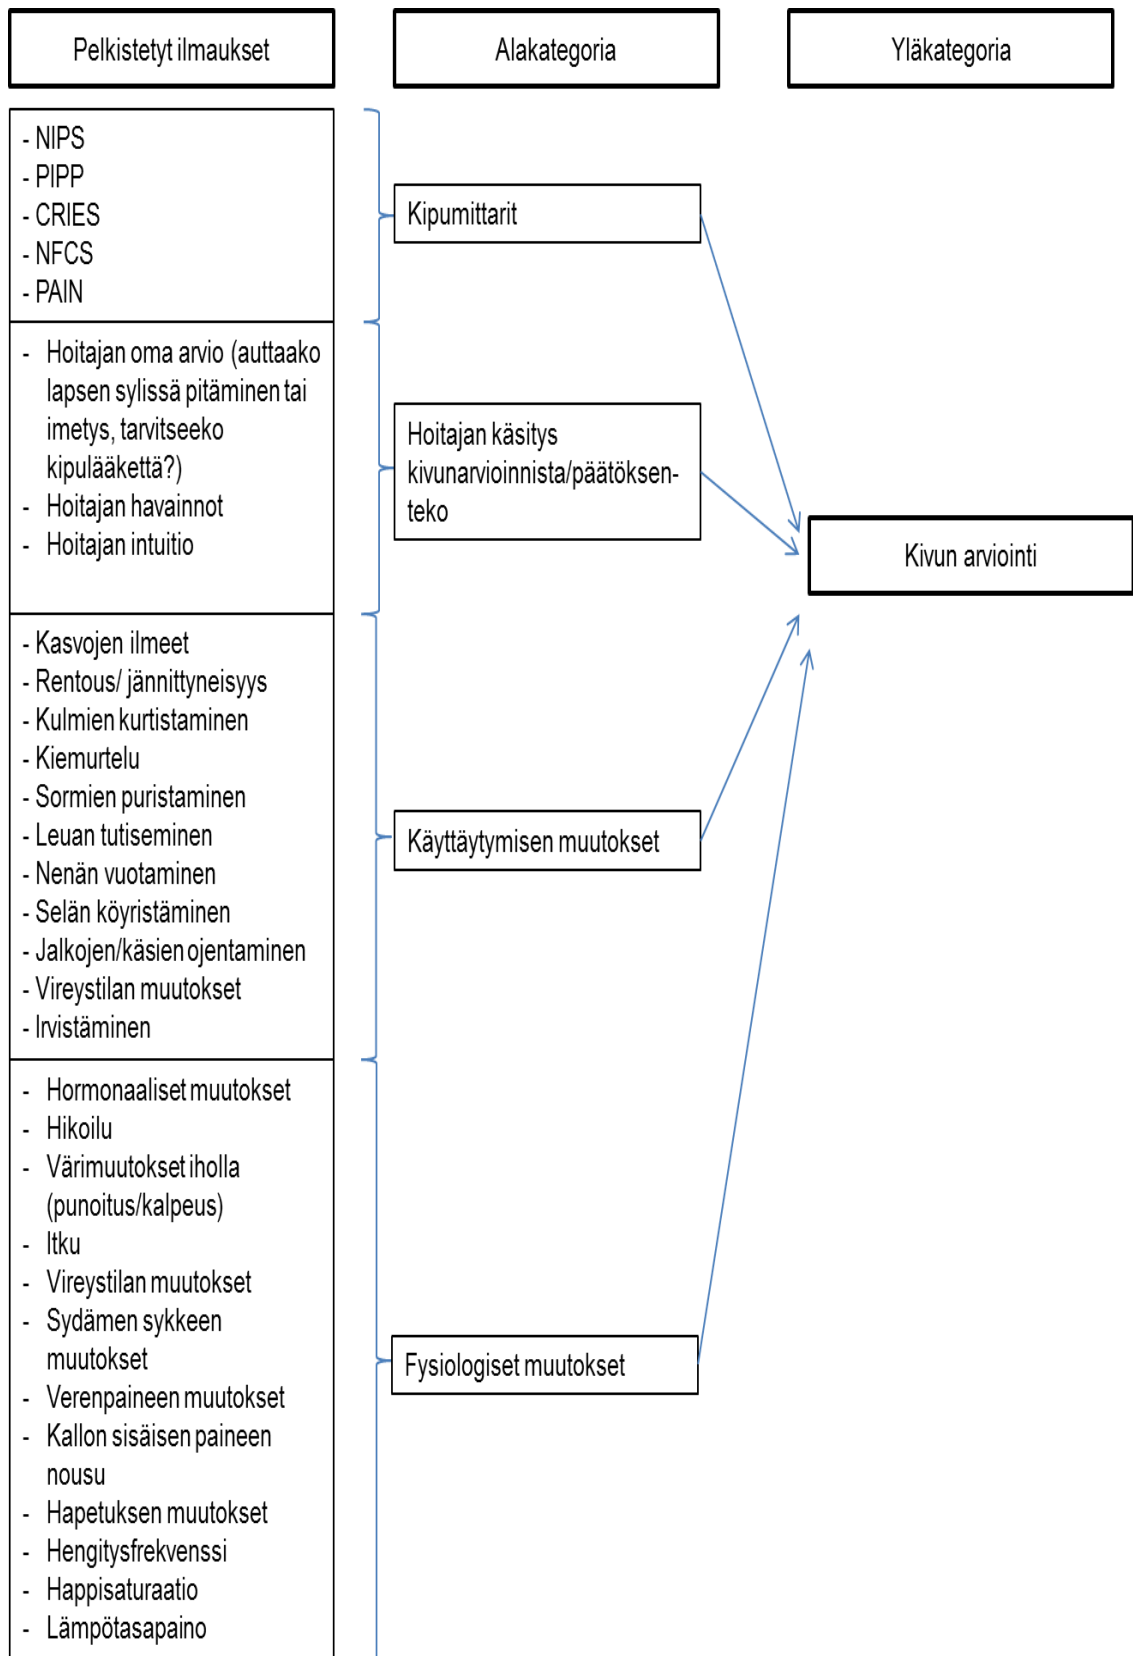 Pelkistetyt ilmaukset
Alakategoria
Yläkategoria
- NIPS
- PIPP
- CRIES
- NFCS
- PAIN
Kipumittarit
- Hoitajan oma arvio (auttaako
lapsen sylissä pitäminen tai
imetys, tarvitseeko
kipulääkettä?)
- Hoitajan havainnot
- Hoitajan intuitio
Hoitajan käsitys
kivunarvioinnista/päätöksen-
teko
Kivun arviointi
- Kasvojen ilmeet
- Rentous/ jännittyneisyys
- Kulmien kurtistaminen
- Kiemurtelu
- Sormien puristaminen
- Leuan tutiseminen
- Nenän vuotaminen
- Selän köyristäminen
- Jalkojen/käsien ojentaminen
- Vireystilan muutokset
- Irvistäminen
Käyttäytymisen muutokset
- Hormonaaliset muutokset
- Hikoilu
- Värimuutokset iholla
(punoitus/kalpeus)
- Itku
- Vireystilan muutokset
- Sydämen sykkeen
muutokset
- Verenpaineen muutokset
- Kallon sisäisen paineen
nousu
- Hapetuksen muutokset
- Hengitysfrekvenssi
- Happisaturaatio
- Lämpötasapaino
Fysiologiset muutokset